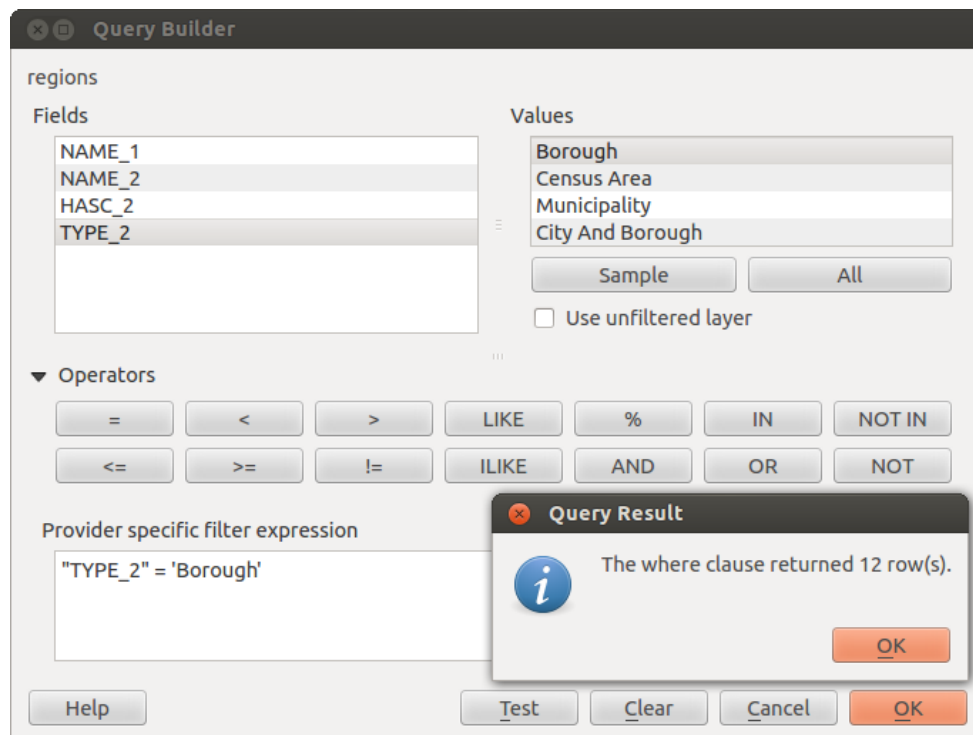 Query Builder
regions
Fields
NAME_1
NAME_2
HASC_2
TYPE_2
Values
Borough
Census Area
Municipality
City And Borough
Sample All
Use unfiltered layer
Operators
= < > LIKE % IN NOT IN
<= >= != ILIKE AND OR NOT
Provider specific filter expression
"TYPE_2" = 'Borough'
Query Result
The where clause returned 12 row(s).
OK
Help Test Clear Cancel OK